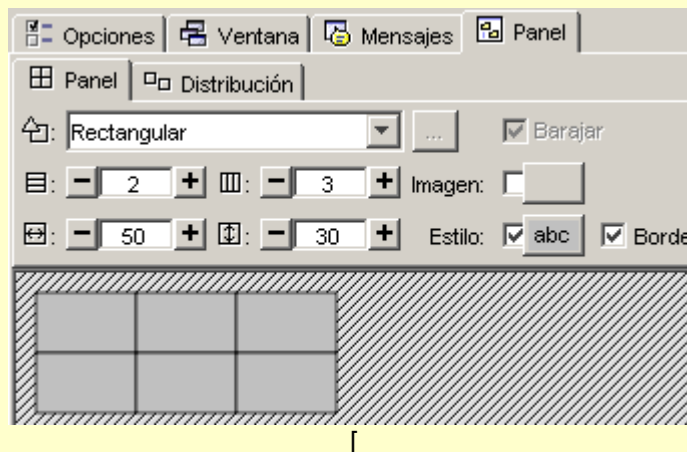 Opciones Ventana Mensajes Panel
Panel Distribución
: Rectangular ... Barajar
: 2 : 3 Imagen:
: 50 : 30 Estilo: abc Borde
[